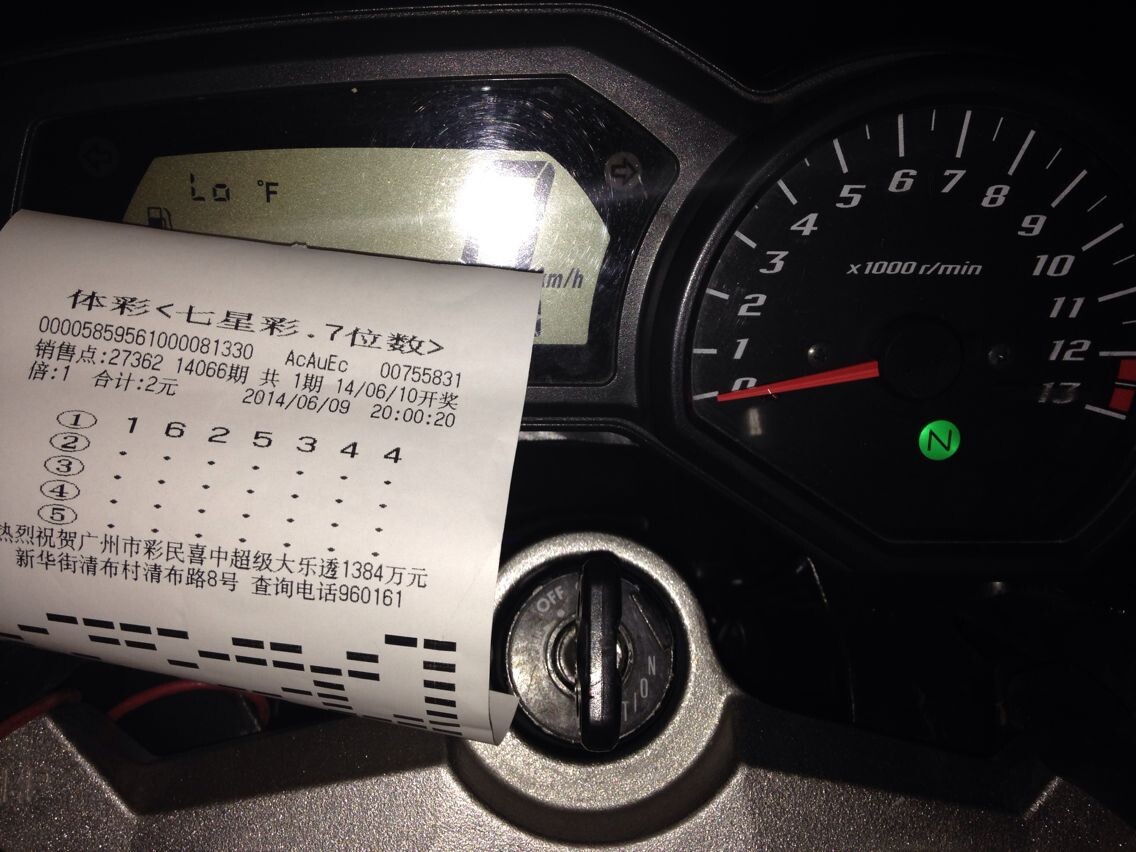 Lo °F
km/h
体彩<七星彩.7位数>
00005859561000081330 AcAuEc 00755831
销售点:27362 14066期 共 1期 14/06/10开奖
倍:1 合计:2元 2014/06/09 20:00:20
① 1 6 2 5 3 4 4
②
③
④
⑤
热烈祝贺广州市彩民喜中超级大乐透1384万元
新华街清布村清布路8号 查询电话960161
0 1 2 3 4 5 6 7 8 9 10 11 12 13
x1000 r/min
N
OFF